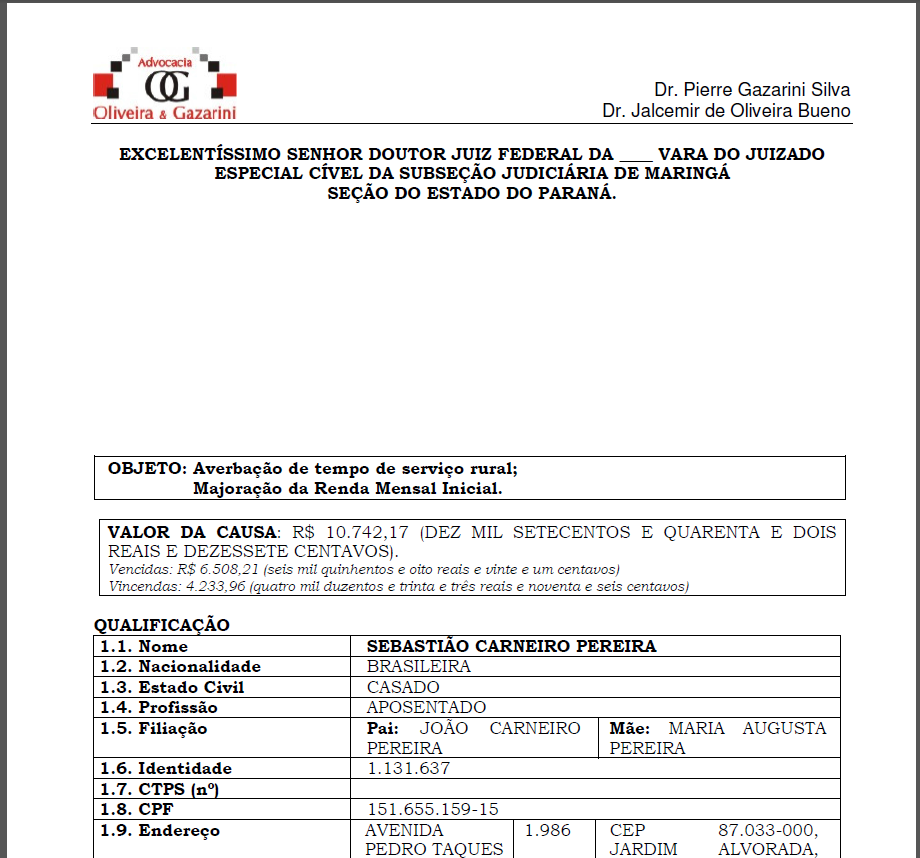 Advocacia
OG
Oliveira & Gazarini
Dr. Pierre Gazarini Silva
Dr. Jalcemir de Oliveira Bueno
EXCELENTÍSSIMO SENHOR DOUTOR JUIZ FEDERAL DA ___ VARA DO JUIZADO
ESPECIAL CÍVEL DA SUBSEÇÃO JUDICIÁRIA DE MARINGÁ
SEÇÃO DO ESTADO DO PARANÁ.
OBJETO: Averbação de tempo de serviço rural;
Majoração da Renda Mensal Inicial.
VALOR DA CAUSA: R$ 10.742,17 (DEZ MIL SETECENTOS E QUARENTA E DOIS
REAIS E DEZESSETE CENTAVOS).
Vencidas: R$ 6.508,21 (seis mil quinhentos e oito reais e vinte e um centavos)
Vincendas: 4.233,96 (quatro mil duzentos e trinta e três reais e noventa e seis centavos)
QUALIFICAÇÃO
1.1. Nome SEBASTIÃO CARNEIRO PEREIRA
1.2. Nacionalidade BRASILEIRA
1.3. Estado Civil CASADO
1.4. Profissão APOSENTADO
1.5. Filiação Pai: JOÃO CARNEIRO Mãe: MARIA AUGUSTA
PEREIRA PEREIRA
1.6. Identidade 1.131.637
1.7. CTPS (nº)
1.8. CPF 151.655.159-15
1.9. Endereço AVENIDA 1.986 CEP 87.033-000,
PEDRO TAQUES JARDIM ALVORADA,